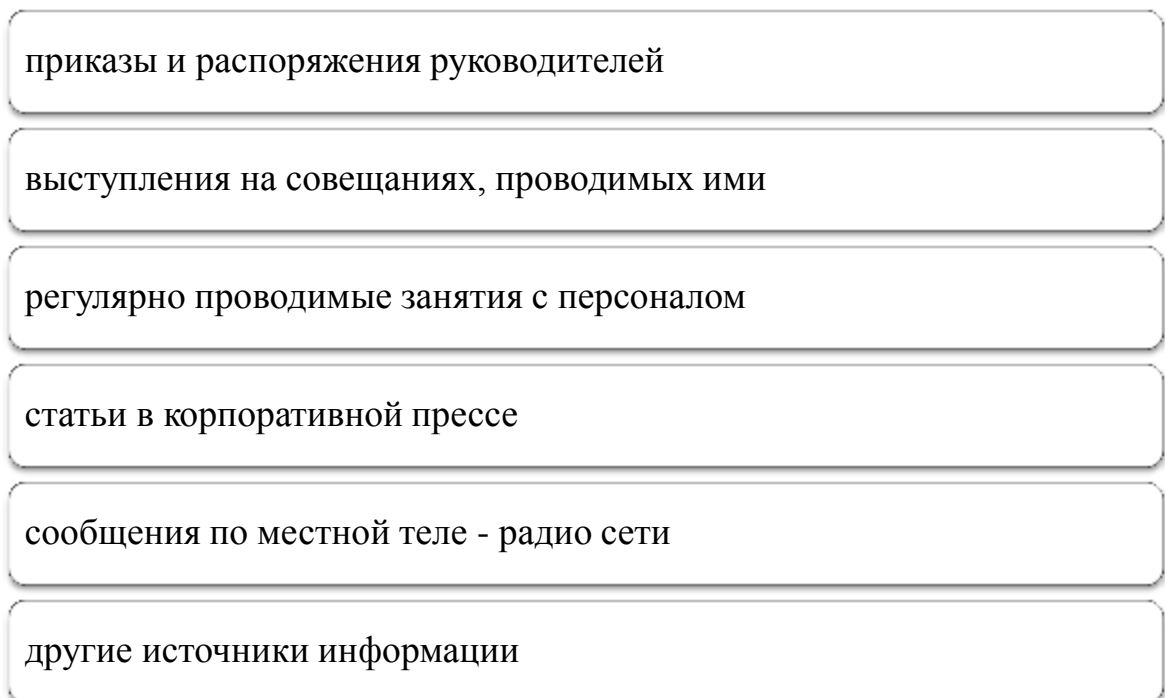 приказы и распоряжения руководителей
выступления на совещаниях, проводимых ими
регулярно проводимые занятия с персоналом
статьи в корпоративной прессе
сообщения по местной теле - радио сети
другие источники информации